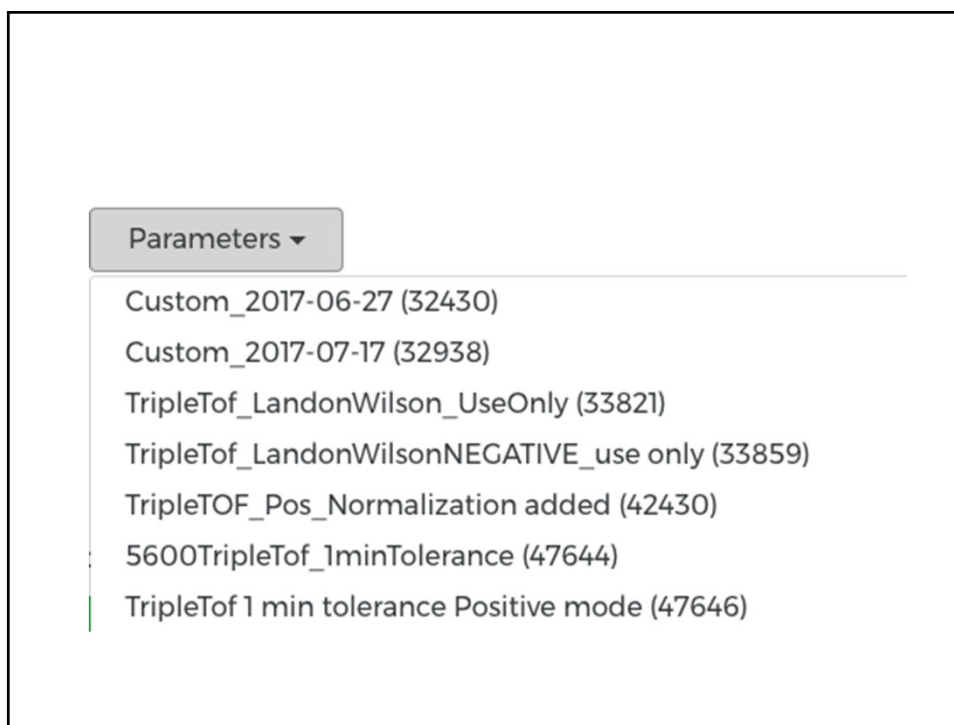 Parameters
Custom_2017-06-27 (32430)
Custom_2017-07-17 (32938)
TripleTof_LandonWilson_UseOnly (33821)
TripleTof_LandonWilsonNEGATIVE_use only (33859)
TripleTOF_Pos_Normalization added (42430)
5600TripleTof_1minTolerance (47644)
TripleTof 1 min tolerance Positive mode (47646)